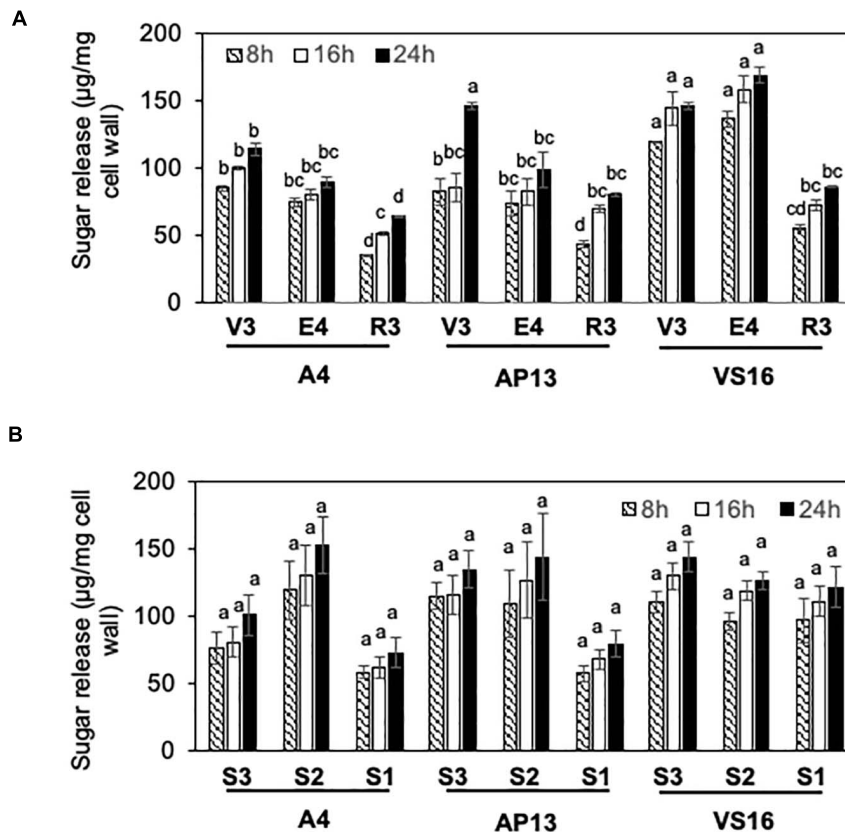 A
Sugar release (µg/mg
cell wall)
200
150
100
50
0
8h 16h 24h
b b b
bc bc bc
d c d
b bc a
bc bc bc
d bc bc
a a a
a a a
cd bc bc
V3 E4 R3 V3 E4 R3 V3 E4 R3
A4 AP13 VS16
B
Sugar release (µg/mg cell
wall)
200
150
100
50
0
8h 16h 24h
a a a
a a a
a a a
a a a
a a a
a a a
a a a
a a a
a a a
S3 S2 S1 S3 S2 S1 S3 S2 S1
A4 AP13 VS16